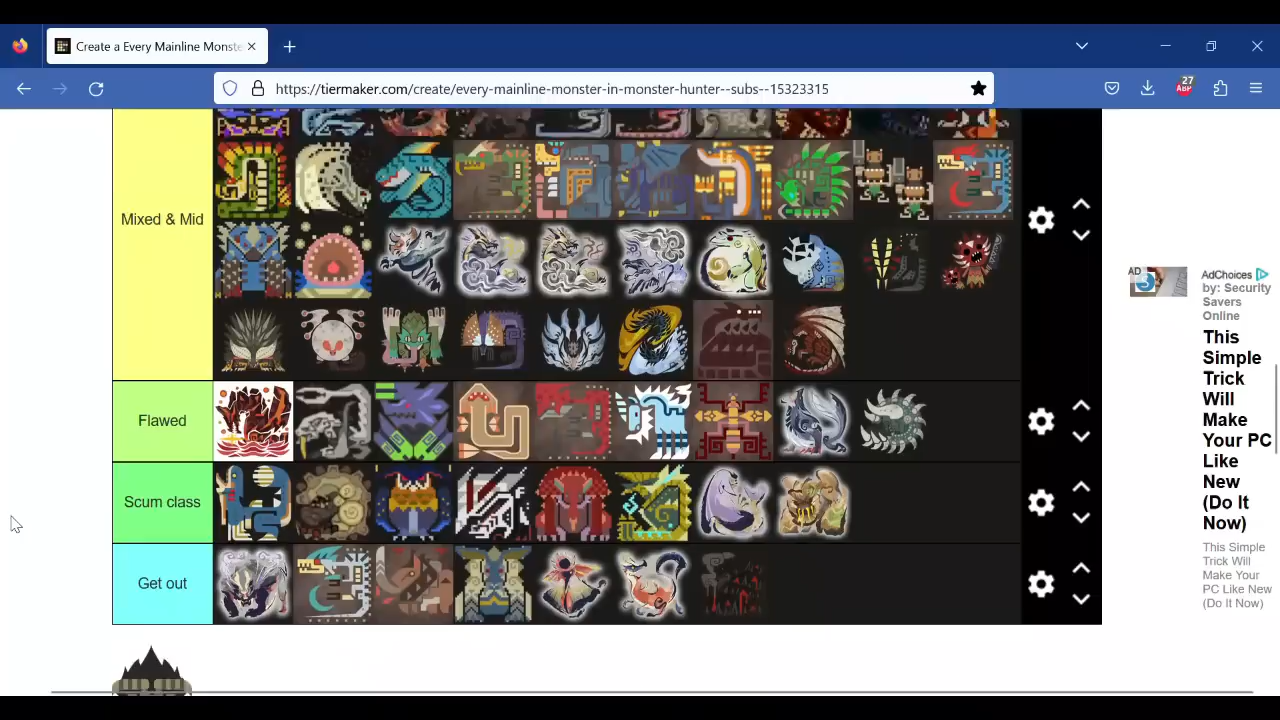 Create a Every Mainline Monste
https://tiermaker.com/create/every-mainline-monster-in-monster-hunter--subs--15323315
27
ABP
Mixed & Mid
Flawed
Scum class
Get out
AD
AdChoices
by: Security
Savers
Online
This
Simple
Trick
Will
Make
Your PC
Like
New
(Do It
Now)
This Simple
Trick Will
Make Your PC
Like New
(Do It Now)